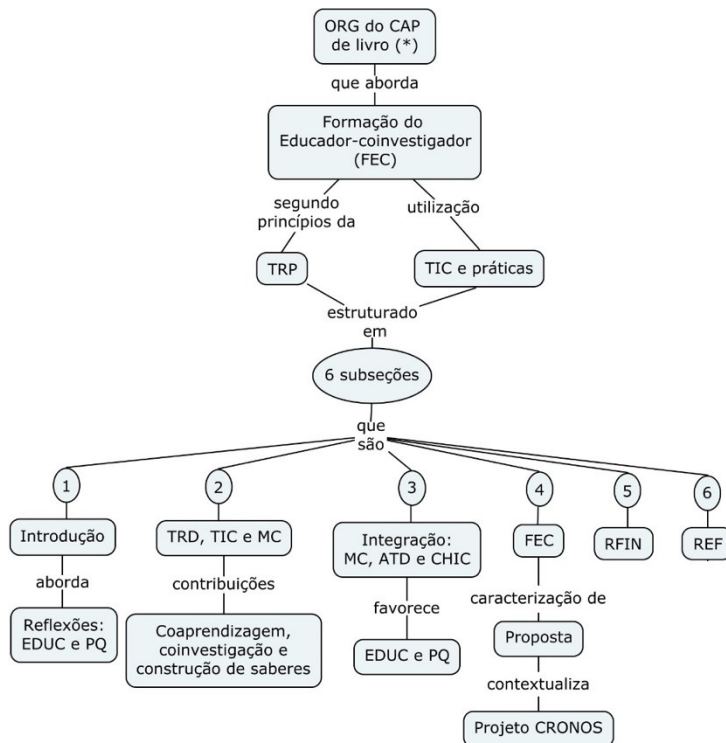 ORG do CAP
de livro (*)
que aborda
Formação do
Educador-coinvestigador
(FEC)
segundo
princípios da
utilização
TRP
TIC e práticas
estruturado
em
6 subseções
que
são
1
2
3
4
5
6
Introdução
TRD, TIC e MC
Integração:
MC, ATD e CHIC
FEC
RFIN
REF
aborda
contribuições
favorece
caracterização de
Reflexões:
EDUC e PQ
Coaprendizagem,
coinvestigação e
construção de saberes
EDUC e PQ
Proposta
contextualiza
Projeto CRONOS